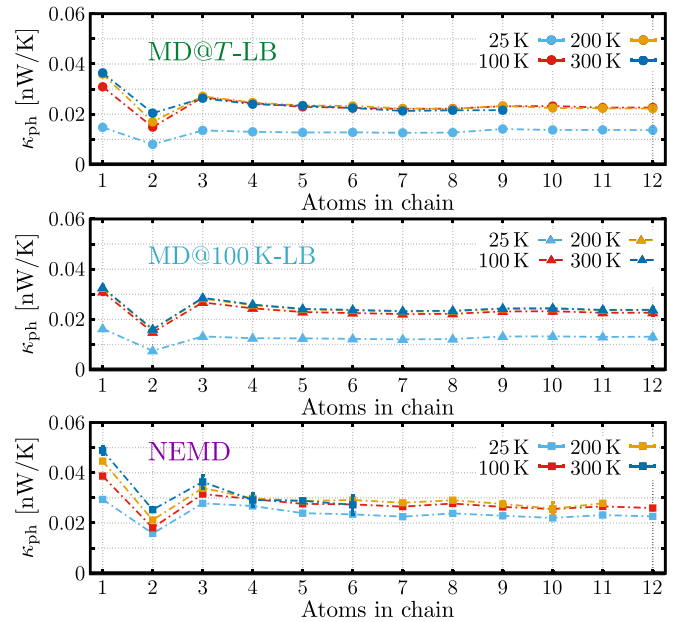 MD@T-LB
25 K 200 K
100 K 300 K
κph [nW/K]
0.06
0.04
0.02
0
1 2 3 4 5 6 7 8 9 10 11 12
Atoms in chain
MD@100 K-LB
25 K 200 K
100 K 300 K
κph [nW/K]
0.06
0.04
0.02
0
1 2 3 4 5 6 7 8 9 10 11 12
Atoms in chain
NEMD
25 K 200 K
100 K 300 K
κph [nW/K]
0.06
0.04
0.02
0
1 2 3 4 5 6 7 8 9 10 11 12
Atoms in chain